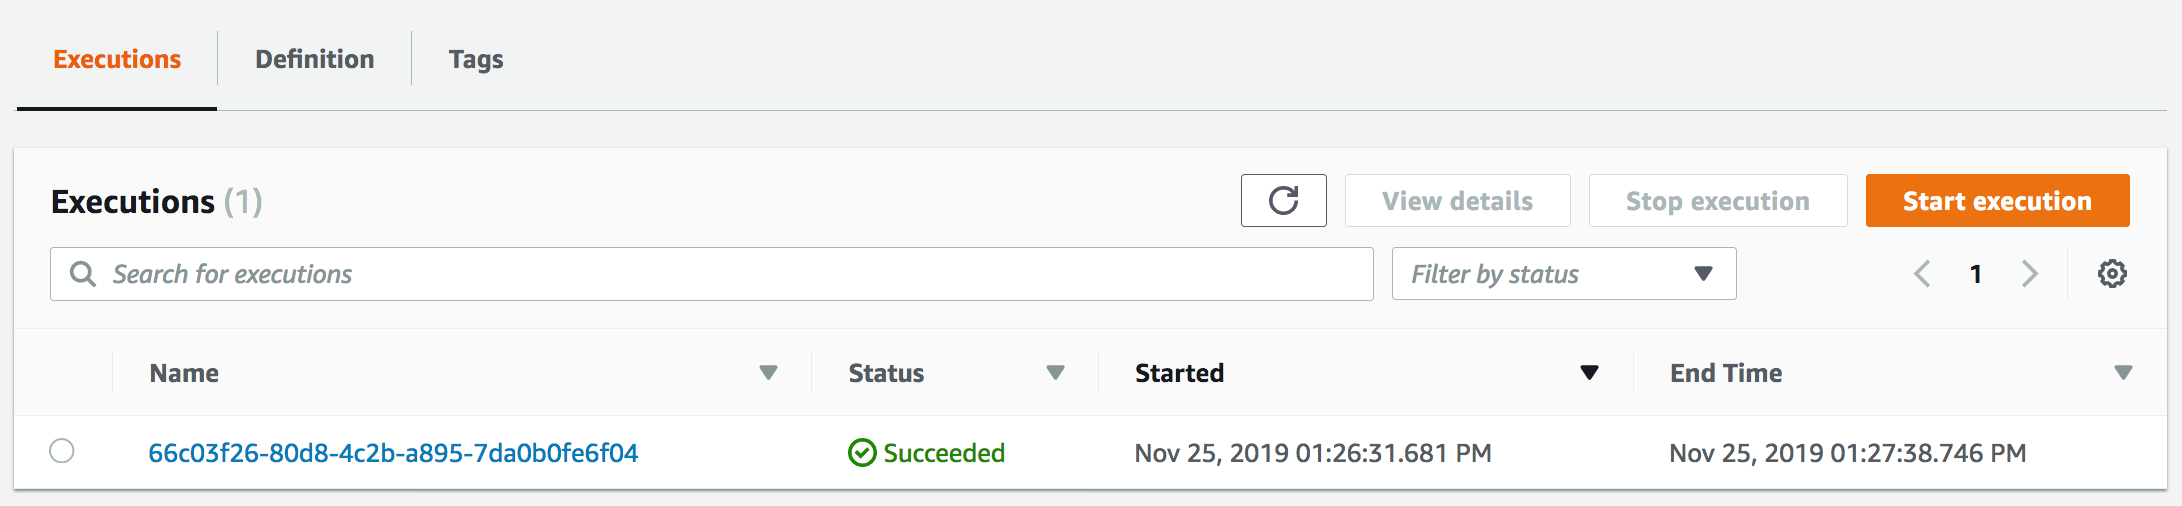 Executions Definition Tags
Executions (1) View details Stop execution Start execution
Search for executions Filter by status 1
Name Status Started End Time
66c03f26-80d8-4c2b-a895-7da0b0fe6f04 Succeeded Nov 25, 2019 01:26:31.681 PM Nov 25, 2019 01:27:38.746 PM